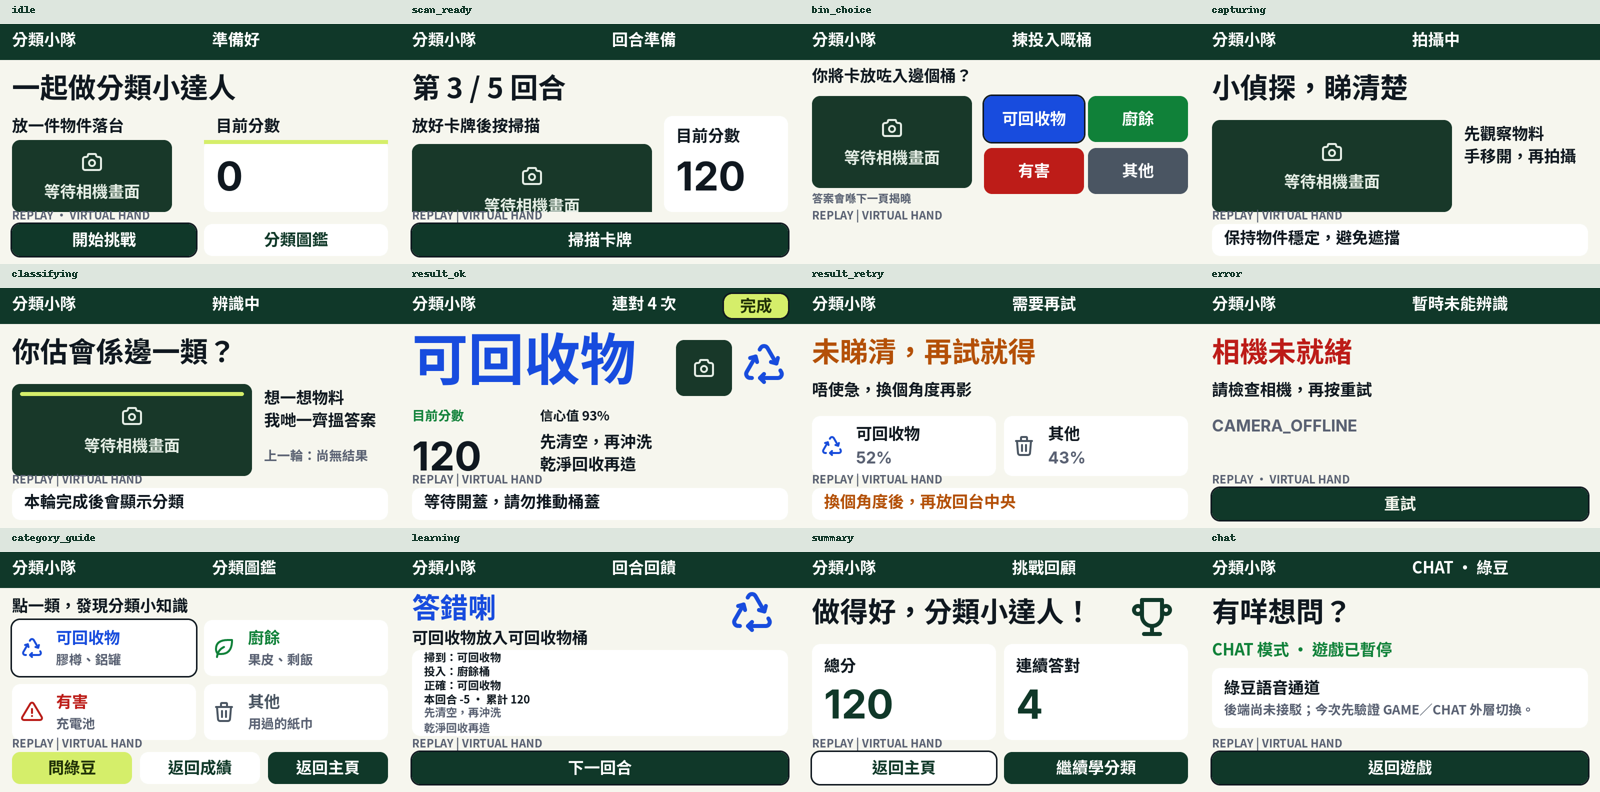 idle
分類小隊 準備好
一起做分類小達人
放一件物件落台
目前分數
等待相機畫面
0
REPLAY · VIRTUAL HAND
開始挑戰
分類圖鑑
scan_ready
分類小隊 回合準備
第 3 / 5 回合
放好卡牌後按掃描
等待相機畫面
目前分數
120
REPLAY | VIRTUAL HAND
掃描卡牌
bin_choice
分類小隊 揀投入嘅桶
你將卡放咗入邊個桶？
等待相機畫面
可回收物
廚餘
有害
其他
答案會喺下一頁揭曉
REPLAY | VIRTUAL HAND
capturing
分類小隊 拍攝中
小偵探，睇清楚
等待相機畫面
先觀察物料
手移開，再拍攝
REPLAY | VIRTUAL HAND
保持物件穩定，避免遮擋
classifying
分類小隊 辨識中
你估會係邊一類？
等待相機畫面
想一想物料
我哋一齊搵答案
上一輪：尚無結果
REPLAY | VIRTUAL HAND
本輪完成後會顯示分類
result_ok
分類小隊 連對 4 次 完成
可回收物
目前分數
120
信心值 93%
先清空，再沖洗
乾淨回收再造
REPLAY | VIRTUAL HAND
等待開蓋，請勿推動桶蓋
result_retry
分類小隊 需要再試
未睇清，再試就得
唔使急，換個角度再影
可回收物
52%
其他
43%
REPLAY | VIRTUAL HAND
換個角度後，再放回台中央
error
分類小隊 暫時未能辨識
相機未就緒
請檢查相機，再按重試
CAMERA_OFFLINE
REPLAY · VIRTUAL HAND
重試
category_guide
分類小隊 分類圖鑑
點一類，發現分類小知識
可回收物
膠樽、鋁罐
廚餘
果皮、剩飯
有害
充電池
其他
用過的紙巾
REPLAY | VIRTUAL HAND
問綠豆
返回成績
返回主頁
learning
分類小隊 回合回饋
答錯喇
可回收物放入可回收物桶
掃到：可回收物
投入：廚餘桶
正確：可回收物
本回合 -5 · 累計 120
先清空，再沖洗
乾淨回收再造
REPLAY | VIRTUAL HAND
下一回合
summary
分類小隊 挑戰回顧
做得好，分類小達人！
總分
120
連續答對
4
REPLAY | VIRTUAL HAND
返回主頁
繼續學分類
chat
分類小隊 CHAT · 綠豆
有咩想問？
CHAT 模式 · 遊戲已暫停
綠豆語音通道
後端尚未接駁；今次先驗證 GAME／CHAT 外層切換。
REPLAY | VIRTUAL HAND
返回遊戲